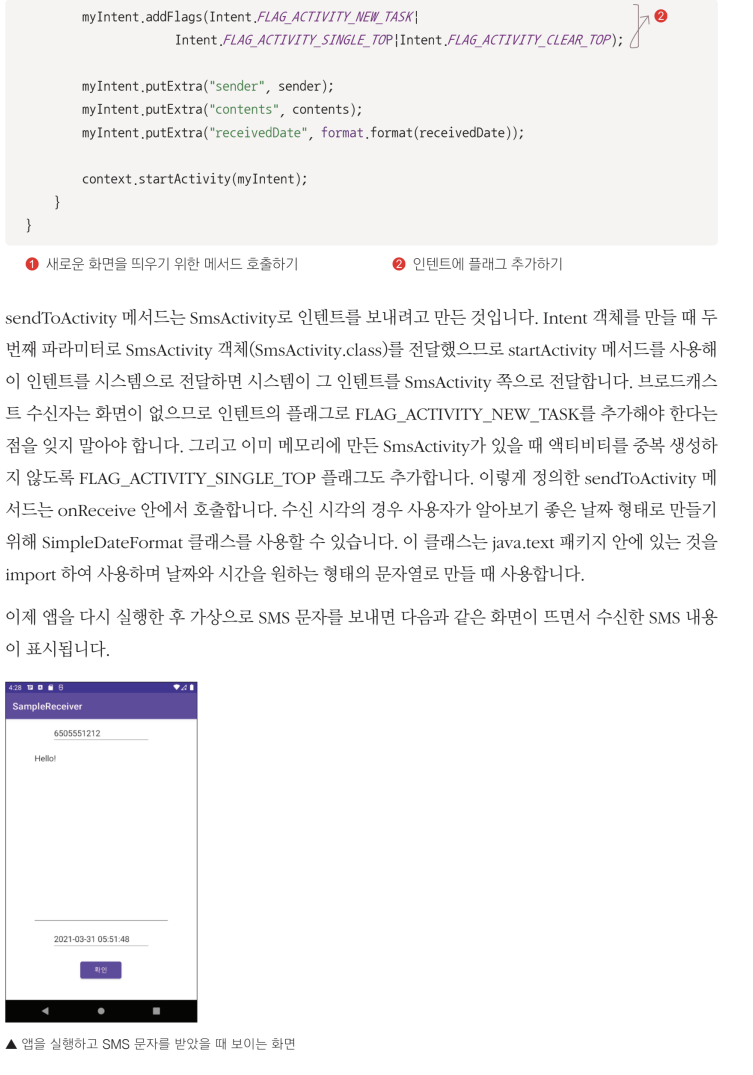 myIntent.addFlags(Intent.FLAG_ACTIVITY_NEW_TASK| ❷
Intent.FLAG_ACTIVITY_SINGLE_TOP|Intent.FLAG_ACTIVITY_CLEAR_TOP);
myIntent.putExtra("sender", sender);
myIntent.putExtra("contents", contents);
myIntent.putExtra("receivedDate", format.format(receivedDate));
context.startActivity(myIntent);
}
}
❶ 새로운 화면을 띄우기 위한 메서드 호출하기 ❷ 인텐트에 플래그 추가하기
sendToActivity 메서드는 SmsActivity로 인텐트를 보내려고 만든 것입니다. Intent 객체를 만들 때 두
번째 파라미터로 SmsActivity 객체(SmsActivity.class)를 전달했으므로 startActivity 메서드를 사용해
이 인텐트를 시스템으로 전달하면 시스템이 그 인텐트를 SmsActivity 쪽으로 전달합니다. 브로드캐스
트 수신자는 화면이 없으므로 인텐트의 플래그로 FLAG_ACTIVITY_NEW_TASK를 추가해야 한다는
점을 잊지 말아야 합니다. 그리고 이미 메모리에 만든 SmsActivity가 있을 때 액티비티를 중복 생성하
지 않도록 FLAG_ACTIVITY_SINGLE_TOP 플래그도 추가합니다. 이렇게 정의한 sendToActivity 메
서드는 onReceive 안에서 호출합니다. 수신 시각의 경우 사용자가 알아보기 좋은 날짜 형태로 만들기
위해 SimpleDateFormat 클래스를 사용할 수 있습니다. 이 클래스는 java.text 패키지 안에 있는 것을
import 하여 사용하며 날짜와 시간을 원하는 형태의 문자열로 만들 때 사용합니다.
이제 앱을 다시 실행한 후 가상으로 SMS 문자를 보내면 다음과 같은 화면이 뜨면서 수신한 SMS 내용
이 표시됩니다.
4:28
SampleReceiver
6505551212
Hello!
2021-03-31 05:51:48
확인
▲ 앱을 실행하고 SMS 문자를 받았을 때 보이는 화면